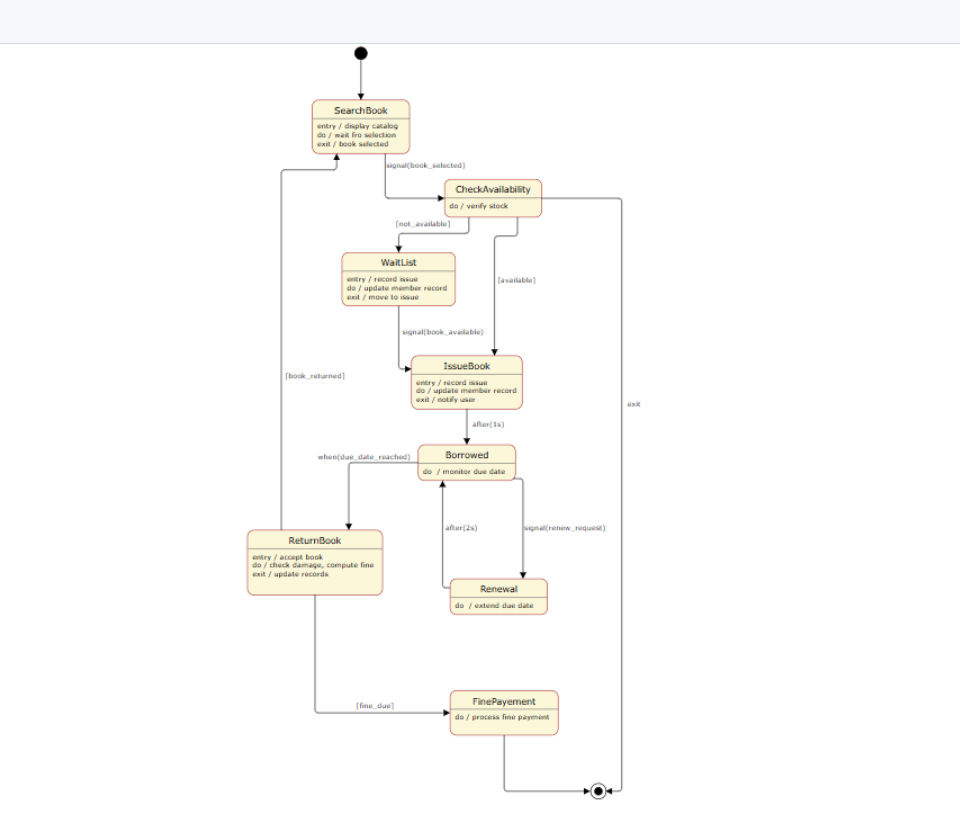 SearchBook
entry / display catalog
do / wait fro selection
exit / book selected
signal(book_selected)
CheckAvailability
do / verify stock
[not_available]
WaitList
entry / record issue
do / update member record
exit / move to issue
[available]
signal(book_available)
IssueBook
entry / record issue
do / update member record
exit / notify user
[book_returned]
exit
after(1s)
Borrowed
do / monitor due date
when(due_date_reached)
after(2s)
signal(renew_request)
ReturnBook
entry / accept book
do / check damage, compute fine
exit / update records
Renewal
do / extend due date
[fine_due]
FinePayement
do / process fine payment